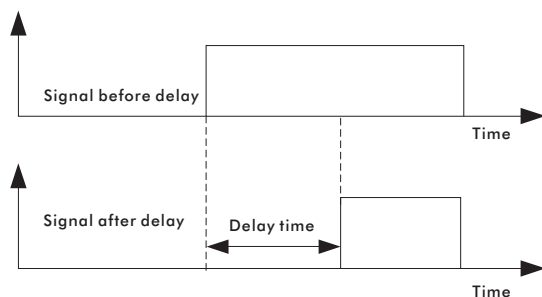 Signal before delay
Time
Signal after delay
Delay time
Time